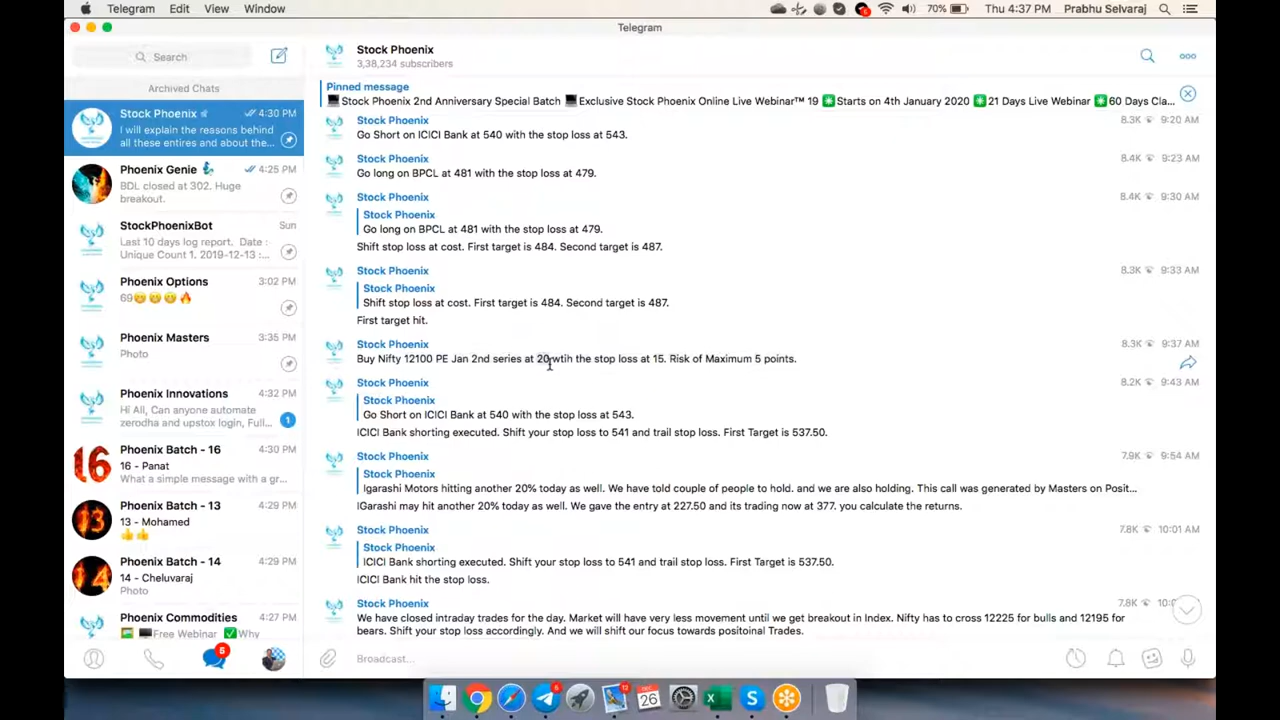 Telegram Edit View Window
70% Thu 4:37 PM Prabhu Selvaraj
Telegram
Search
Archived Chats
Stock Phoenix 4:30 PM
I will explain the reasons behind
all these entires and about the...
Phoenix Genie 4:25 PM
BDL closed at 302. Huge
breakout.
StockPhoenixBot Sun
Last 10 days log report. Date :
Unique Count 1. 2019-12-13 :...
Phoenix Options 3:02 PM
69😁😁😁🔥
Phoenix Masters 3:35 PM
Photo
Phoenix Innovations 4:32 PM
Hi All, Can anyone automate
zerodha and upstox login, Full... 1
16 Phoenix Batch - 16 4:30 PM
16 - Panat
What a simple message with a gr...
13 Phoenix Batch - 13 4:29 PM
13 - Mohamed
👍👍
14 Phoenix Batch - 14 4:29 PM
14 - Cheluvaraj
Photo
Phoenix Commodities 4:27 PM
Free Webinar ✅Why
5
Stock Phoenix
3,38,234 subscribers
Pinned message
Stock Phoenix 2nd Anniversary Special Batch Exclusive Stock Phoenix Online Live Webinar™ 19 Starts on 4th January 2020 21 Days Live Webinar 60 Days Cla...
Stock Phoenix 8.3K 9:20 AM
Go Short on ICICI Bank at 540 with the stop loss at 543.
Stock Phoenix 8.4K 9:23 AM
Go long on BPCL at 481 with the stop loss at 479.
Stock Phoenix 8.4K 9:30 AM
Stock Phoenix
Go long on BPCL at 481 with the stop loss at 479.
Shift stop loss at cost. First target is 484. Second target is 487.
Stock Phoenix 8.3K 9:33 AM
Stock Phoenix
Shift stop loss at cost. First target is 484. Second target is 487.
First target hit.
Stock Phoenix 8.3K 9:37 AM
Buy Nifty 12100 PE Jan 2nd series at 20 wtih the stop loss at 15. Risk of Maximum 5 points.
Stock Phoenix 8.2K 9:43 AM
Stock Phoenix
Go Short on ICICI Bank at 540 with the stop loss at 543.
ICICI Bank shorting executed. Shift your stop loss to 541 and trail stop loss. First Target is 537.50.
Stock Phoenix 7.9K 9:54 AM
Stock Phoenix
Igarashi Motors hitting another 20% today as well. We have told couple of people to hold. and we are also holding. This call was generated by Masters on Posit...
IGarashi may hit another 20% today as well. We gave the entry at 227.50 and its trading now at 377. you calculate the returns.
Stock Phoenix 7.8K 10:01 AM
Stock Phoenix
ICICI Bank shorting executed. Shift your stop loss to 541 and trail stop loss. First Target is 537.50.
ICICI Bank hit the stop loss.
Stock Phoenix 7.8K
We have closed intraday trades for the day. Market will have very less movement until we get breakout in Index. Nifty has to cross 12225 for bulls and 12195 for
bears. Shift your stop loss accordingly. And we will shift our focus towards positoinal Trades.
Broadcast...
DEC
26